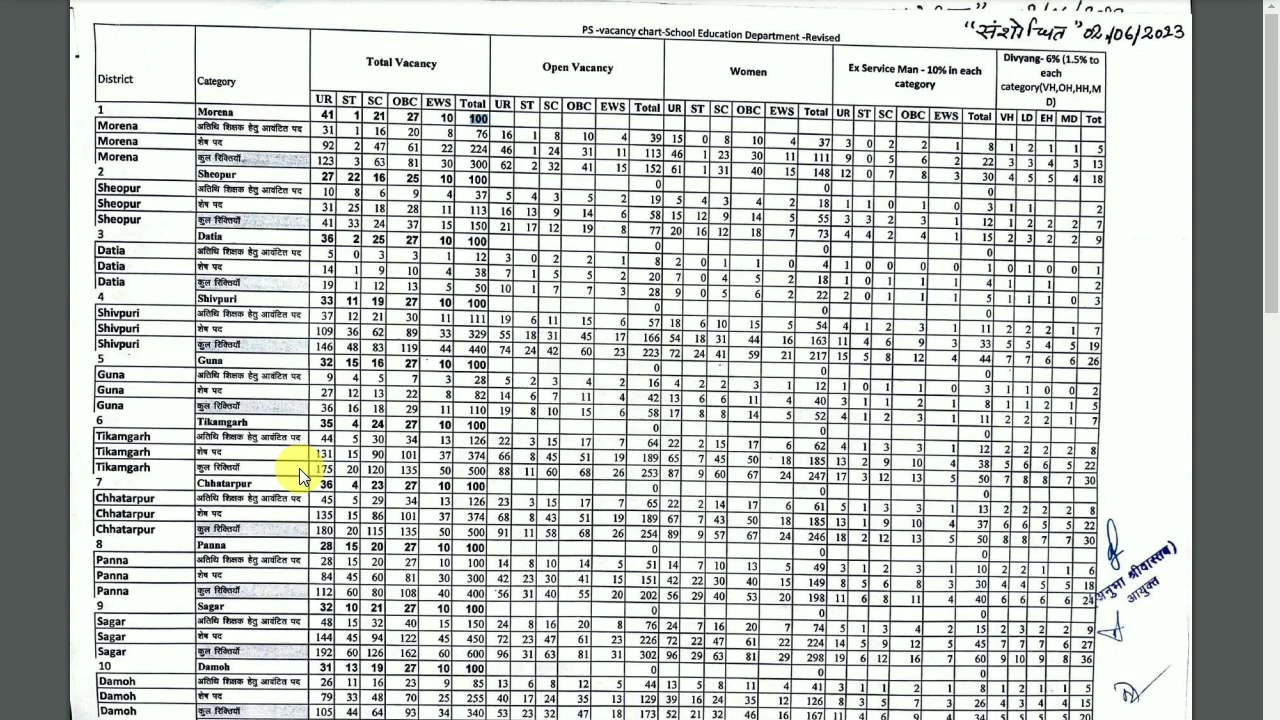 "संशोधित" 02/06/2023
PS -vacancy chart-School Education Department -Revised
District Category Total Vacancy Open Vacancy Women Ex Service Man - 10% in each category Divyang- 6% (1.5% to each category(VH,OH,HH,MD)
UR ST SC OBC EWS Total UR ST SC OBC EWS Total UR ST SC OBC EWS Total UR ST SC OBC EWS Total VH LD EH MD Tot
1 Morena 41 1 21 27 10 100
Morena अतिथि शिक्षक हेतु आवंटित पद 31 1 16 20 8 76 16 1 8 10 4 39 15 0 8 10 4 37 3 0 2 2 1 8 1 2 1 1 5
Morena शेष पद 92 2 47 61 22 224 46 1 24 31 11 113 46 1 23 30 11 111 9 0 5 6 2 22 3 3 4 3 13
Morena कुल रिक्तियाँ 123 3 63 81 30 300 62 2 32 41 15 152 61 1 31 40 15 148 12 0 7 8 3 30 4 5 5 4 18
2 Sheopur 27 22 16 25 10 100 0 0 0
Sheopur अतिथि शिक्षक हेतु आवंटित पद 10 8 6 9 4 37 5 4 3 5 2 19 5 4 3 4 2 18 1 1 0 1 0 3 1 1 2
Sheopur शेष पद 31 25 18 28 11 113 16 13 9 14 6 58 15 12 9 14 5 55 3 3 2 3 1 12 1 2 2 2 7
Sheopur कुल रिक्तियाँ 41 33 24 37 15 150 21 17 12 19 8 77 20 16 12 18 7 73 4 4 2 4 1 15 2 3 2 2 9
3 Datia 36 2 25 27 10 100 0 0 0
Datia अतिथि शिक्षक हेतु आवंटित पद 5 0 3 3 1 12 3 0 2 2 1 8 2 0 1 1 0 4 1 0 0 0 0 1 0 1 0 0 1
Datia शेष पद 14 1 9 10 4 38 7 1 5 5 2 20 7 0 4 5 2 18 1 0 1 1 1 4 1 1 2
Datia कुल रिक्तियाँ 19 1 12 13 5 50 10 1 7 7 3 28 9 0 5 6 2 22 2 0 1 1 1 5 1 1 1 0 3
4 Shivpuri 33 11 19 27 10 100 0 0 0
Shivpuri अतिथि शिक्षक हेतु आवंटित पद 37 12 21 30 11 111 19 6 11 15 6 57 18 6 10 15 5 54 4 1 2 3 1 11 2 2 2 1 7
Shivpuri शेष पद 109 36 62 89 33 329 55 18 31 45 17 166 54 18 31 44 16 163 11 4 6 9 3 33 5 5 4 5 19
Shivpuri कुल रिक्तियाँ 146 48 83 119 44 440 74 24 42 60 23 223 72 24 41 59 21 217 15 5 8 12 4 44 7 7 6 6 26
5 Guna 32 15 16 27 10 100 0 0 0
Guna अतिथि शिक्षक हेतु आवंटित पद 9 4 5 7 3 28 5 2 3 4 2 16 4 2 2 3 1 12 1 0 1 1 0 3 1 1 0 0 2
Guna शेष पद 27 12 13 22 8 82 14 6 7 11 4 42 13 6 6 11 4 40 3 1 1 2 1 8 1 1 2 1 5
Guna कुल रिक्तियाँ 36 16 18 29 11 110 19 8 10 15 6 58 17 8 8 14 5 52 4 1 2 3 1 11 2 2 2 1 7
6 Tikamgarh 35 4 24 27 10 100 0 0 0
Tikamgarh अतिथि शिक्षक हेतु आवंटित पद 44 5 30 34 13 126 22 3 15 17 7 64 22 2 15 17 6 62 4 1 3 3 1 12 2 2 2 2 8
Tikamgarh शेष पद 131 15 90 101 37 374 66 8 45 51 19 189 65 7 45 50 18 185 13 2 9 10 4 38 5 6 6 5 22
Tikamgarh कुल रिक्तियाँ 175 20 120 135 50 500 88 11 60 68 26 253 87 9 60 67 24 247 17 3 12 13 5 50 7 8 8 7 30
7 Chhatarpur 36 4 23 27 10 100 0 0 0
Chhatarpur अतिथि शिक्षक हेतु आवंटित पद 45 5 29 34 13 126 23 3 15 17 7 65 22 2 14 17 6 61 5 1 3 3 1 13 2 2 2 2 8
Chhatarpur शेष पद 135 15 86 101 37 374 68 8 43 51 19 189 67 7 43 50 18 185 13 1 9 10 4 37 6 6 5 5 22
Chhatarpur कुल रिक्तियाँ 180 20 115 135 50 500 91 11 58 68 26 254 89 9 57 67 24 246 18 2 12 13 5 50 8 8 7 7 30
8 Panna 28 15 20 27 10 100 0 0 0
Panna अतिथि शिक्षक हेतु आवंटित पद 28 15 20 27 10 100 14 8 10 14 5 51 14 7 10 13 5 49 3 1 2 3 1 10 2 2 1 1 6
Panna शेष पद 84 45 60 81 30 300 42 23 30 41 15 151 42 22 30 40 15 149 8 5 6 8 3 30 4 4 5 5 18
Panna कुल रिक्तियाँ 112 60 80 108 40 400 56 31 40 55 20 202 56 29 40 53 20 198 11 6 8 11 4 40 6 6 6 6 24
अनुभा श्रीवास्तव)
आयुक्त
9 Sagar 32 10 21 27 10 100 0 0 0
Sagar अतिथि शिक्षक हेतु आवंटित पद 48 15 32 40 15 150 24 8 16 20 8 76 24 7 16 20 7 74 5 1 3 4 2 15 2 3 2 2 9
Sagar शेष पद 144 45 94 122 45 450 72 23 47 61 23 226 72 22 47 61 22 224 14 5 9 12 5 45 7 7 7 6 27
Sagar कुल रिक्तियाँ 192 60 126 162 60 600 96 31 63 81 31 302 96 29 63 81 29 298 19 6 12 16 7 60 9 10 9 8 36
10 Damoh 31 13 19 27 10 100 0 0 0
Damoh अतिथि शिक्षक हेतु आवंटित पद 26 11 16 23 9 85 13 6 8 12 5 44 13 5 8 11 4 41 3 1 1 2 1 8 1 2 1 1 5
Damoh शेष पद 79 33 48 70 25 255 40 17 24 35 13 129 39 16 24 35 12 126 8 3 5 7 3 26 4 4 3 4 15
Damoh कुल रिक्तियाँ 105 44 64 93 34 340 53 23 32 47 18 173 52 21 32 46 16 167 11 4 6 9 4 34 5 5 20